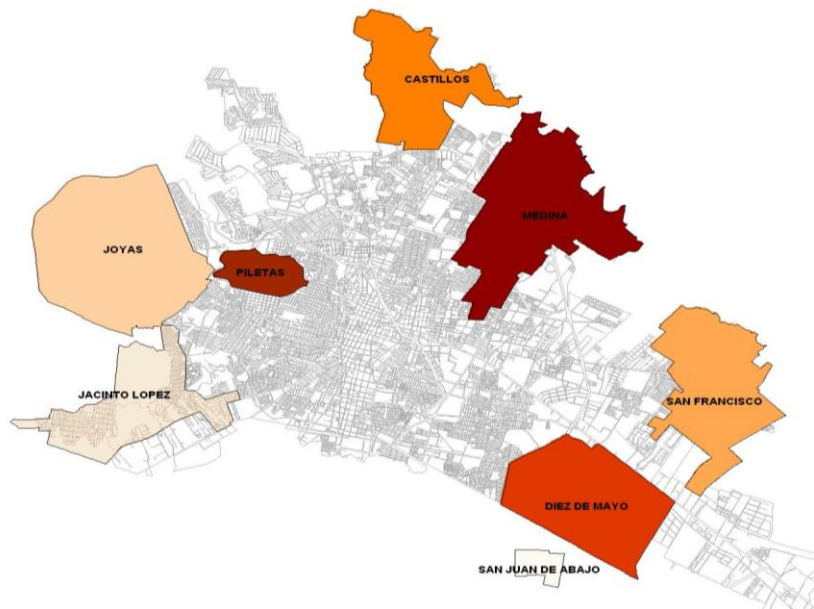 CASTILLOS
MEDINA
JOYAS
PILETAS
JACINTO LOPEZ
SAN FRANCISCO
DIEZ DE MAYO
SAN JUAN DE ABAJO